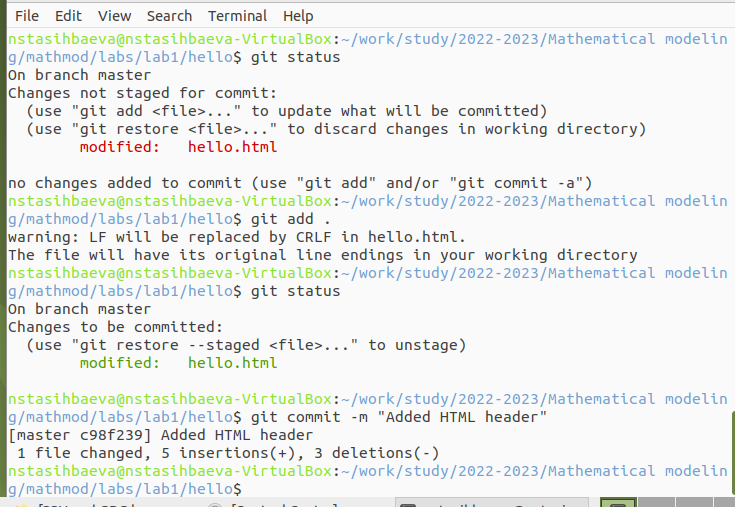 File Edit View Search Terminal Help
nstasihbaeva@nstasihbaeva-VirtualBox:~/work/study/2022-2023/Mathematical modelin
g/mathmod/labs/lab1/hello$ git status
On branch master
Changes not staged for commit:
  (use "git add <file>..." to update what will be committed)
  (use "git restore <file>..." to discard changes in working directory)
        modified:   hello.html

no changes added to commit (use "git add" and/or "git commit -a")
nstasihbaeva@nstasihbaeva-VirtualBox:~/work/study/2022-2023/Mathematical modelin
g/mathmod/labs/lab1/hello$ git add .
warning: LF will be replaced by CRLF in hello.html.
The file will have its original line endings in your working directory
nstasihbaeva@nstasihbaeva-VirtualBox:~/work/study/2022-2023/Mathematical modelin
g/mathmod/labs/lab1/hello$ git status
On branch master
Changes to be committed:
  (use "git restore --staged <file>..." to unstage)
        modified:   hello.html

nstasihbaeva@nstasihbaeva-VirtualBox:~/work/study/2022-2023/Mathematical modelin
g/mathmod/labs/lab1/hello$ git commit -m "Added HTML header"
[master c98f239] Added HTML header
 1 file changed, 5 insertions(+), 3 deletions(-)
nstasihbaeva@nstasihbaeva-VirtualBox:~/work/study/2022-2023/Mathematical modelin
g/mathmod/labs/lab1/hello$